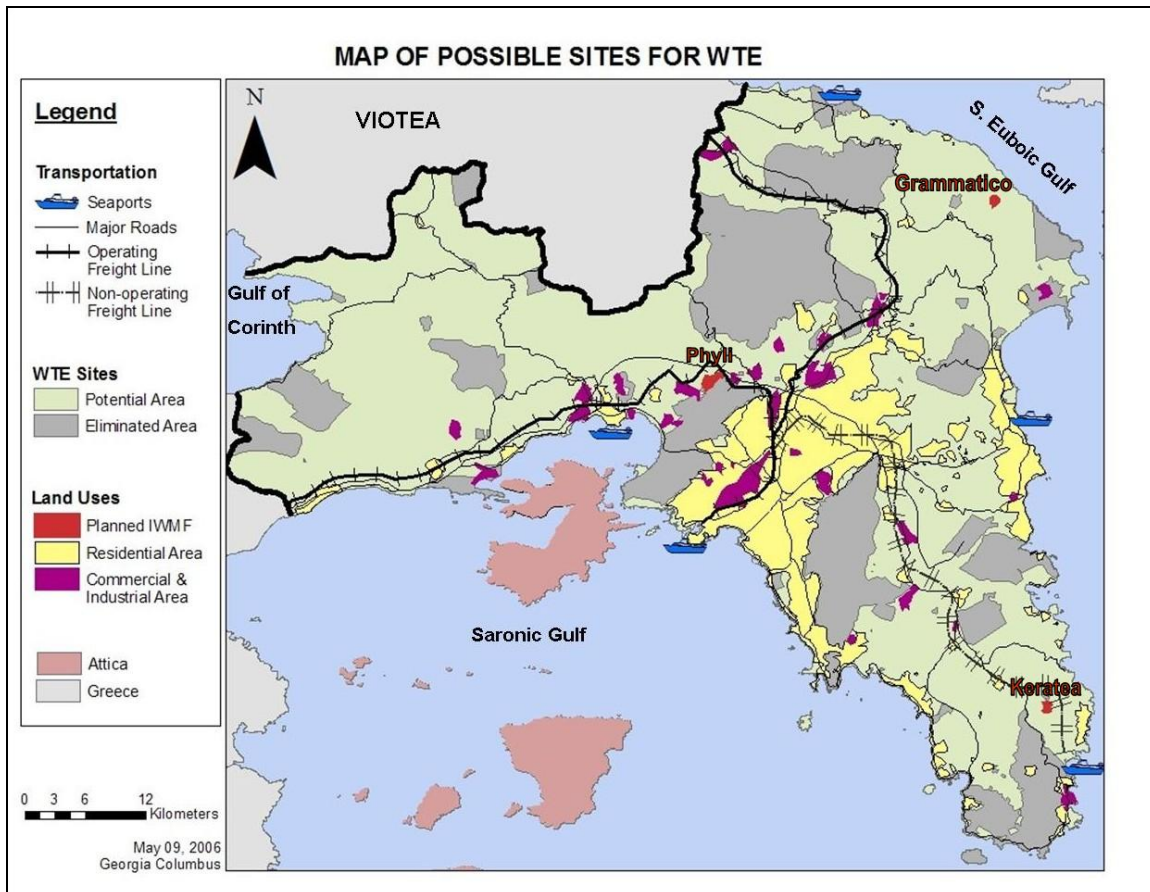 MAP OF POSSIBLE SITES FOR WTE
Legend
Transportation
Seaports
Major Roads
Operating
Freight Line
Non-operating
Freight Line
WTE Sites
Potential Area
Eliminated Area
Land Uses
Planned IWMF
Residential Area
Commercial &
Industrial Area
Attica
Greece
0 3 6 12
Kilometers
May 09, 2006
Georgia Columbus
N
VIOTEA
S. Euboic Gulf
Grammatico
Gulf of
Corinth
Phyll
Saronic Gulf
Keratea